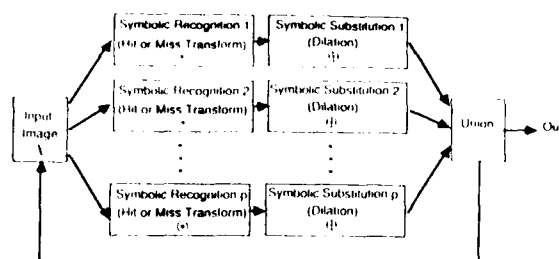 Symbolic Recognition 1
(Hit or Miss Transform)
Symbolic Substitution 1
(Dilation)
Symbolic Recognition 2
(Hit or Miss Transform)
Symbolic Substitution 2
(Dilation)
Input
Image
Union
Ou
Symbolic Recognition p
(Hit or Miss Transform)
Symbolic Substitution p
(Dilation)